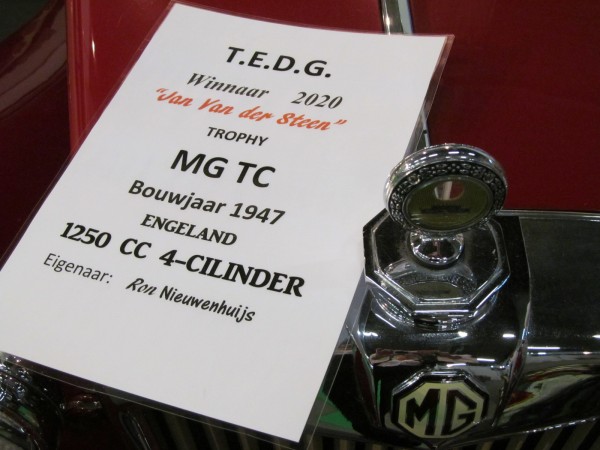 T.E.D.G.
Winnaar 2020
"Jan Van der Steen"
TROPHY
MG TC
Bouwjaar 1947
ENGELAND
1250 CC 4-CILINDER
Eigenaar: Ron Nieuwenhuijs
MG